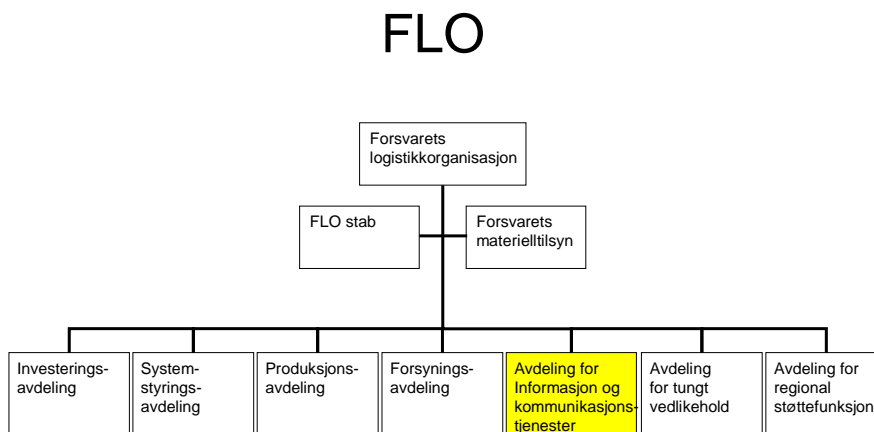 FLO
Forsvarets
logistikkorganisasjon
FLO stab
Forsvarets
materielltilsyn
Investerings-
avdeling
System-
styrings-
avdeling
Produksjons-
avdeling
Forsynings-
avdeling
Avdeling for
Informasjon og
kommunikasjons-
tjenester
Avdeling
for tungt
vedlikehold
Avdeling for
regional
støttefunksjon